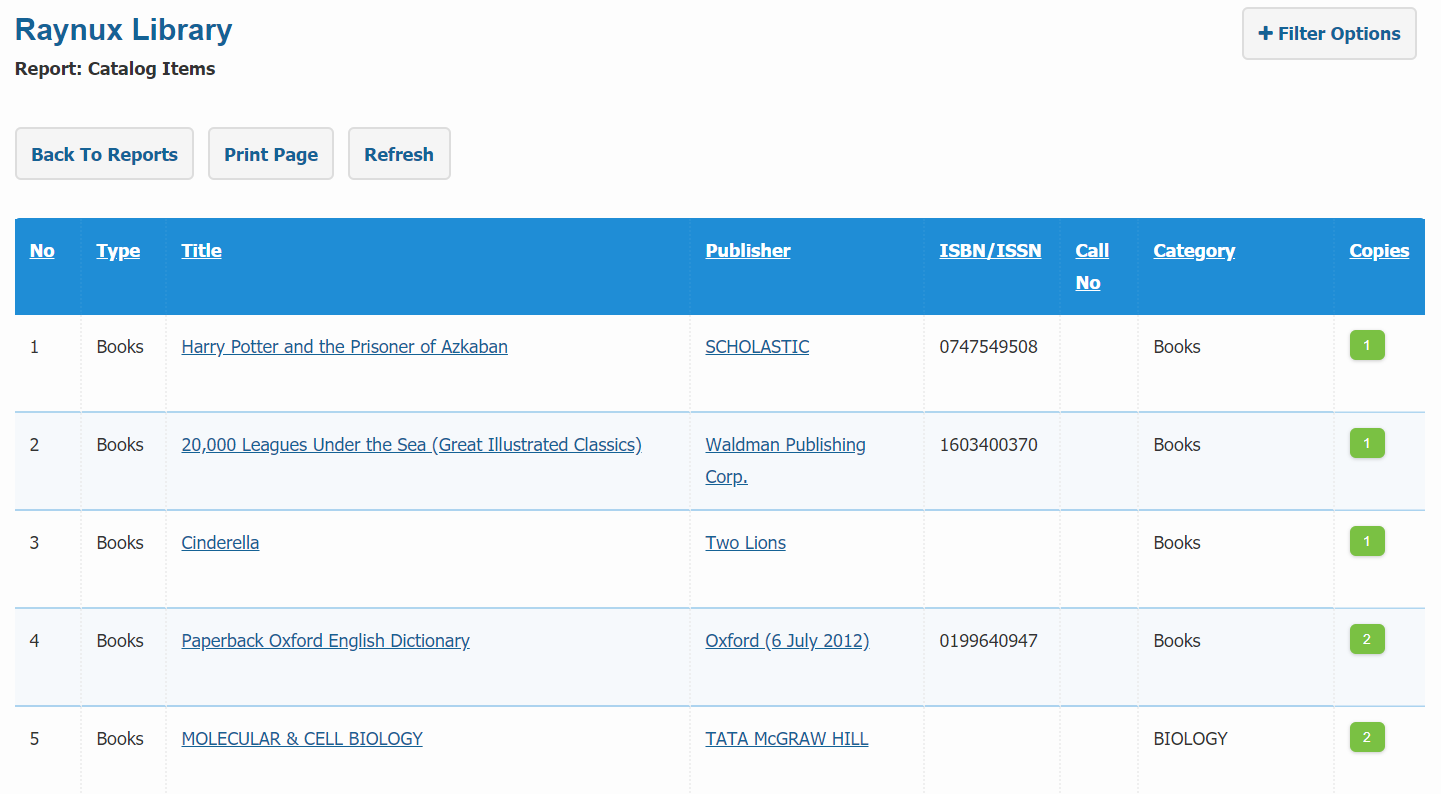 Raynux Library
+ Filter Options
Report: Catalog Items
Back To Reports Print Page Refresh
No Type Title Publisher ISBN/ISSN Call Category Copies
No
1 Books Harry Potter and the Prisoner of Azkaban SCHOLASTIC 0747549508 Books 1
2 Books 20,000 Leagues Under the Sea (Great Illustrated Classics) Waldman Publishing 1603400370 Books 1
Corp.
3 Books Cinderella Two Lions Books 1
4 Books Paperback Oxford English Dictionary Oxford (6 July 2012) 0199640947 Books 2
5 Books MOLECULAR & CELL BIOLOGY TATA McGRAW HILL BIOLOGY 2